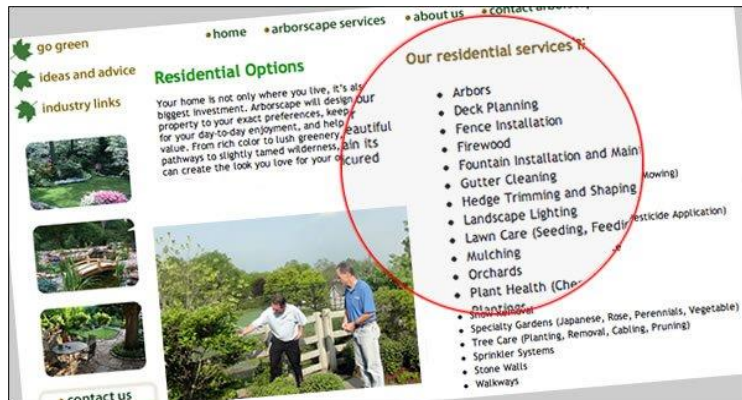 go green
ideas and advice
industry links
• home • arborscape services • about us • contact
Residential Options
Your home is not only where you live, it's
biggest investment. Arborscape will design our
property to your exact preferences, keep
for your day-to-day enjoyment, and help
value. From rich color to lush greenery, eautiful
pathways to slightly tamed wilderness, ain its
can create the look you love for your icured
Our residential services
• Arbors
• Deck Planning
• Fence Installation
• Firewood
• Fountain Installation and Main
• Gutter Cleaning
Mowing)
• Hedge Trimming and Shaping
• Landscape Lighting
• Lawn Care (Seeding, Feedin esticide Application)
• Mulching
• Orchards
• Plant Health (Che
Plantings
• Snow Removal
• Specialty Gardens (Japanese, Rose, Perennials, Vegetable)
• Tree Care (Planting, Removal, Cabling, Pruning)
• Sprinkler Systems
• Stone Walls
• Walkways
• contact us